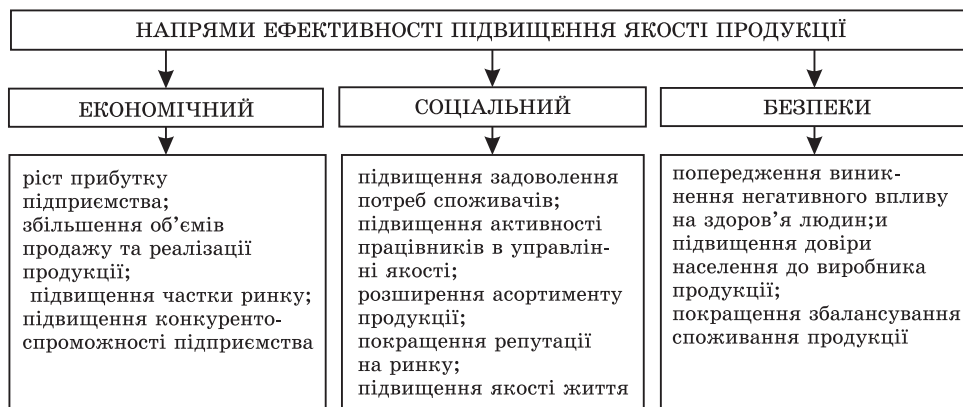 НАПРЯМИ ЕФЕКТИВНОСТІ ПІДВИЩЕННЯ ЯКОСТІ ПРОДУКЦІЇ
ЕКОНОМІЧНИЙ
ріст прибутку
підприємства;
збільшення об’ємів
продажу та реалізації
продукції;
підвищення частки ринку;
підвищення конкуренто-
спроможності підприємства
СОЦІАЛЬНИЙ
підвищення задоволення
потреб споживачів;
підвищення активності
працівників в управлін-
ні якості;
розширення асортименту
продукції;
покращення репутації
на ринку;
підвищення якості життя
БЕЗПЕКИ
попередження виник-
нення негативного впливу
на здоров’я людин;и
підвищення довіри
населення до виробника
продукції;
покращення збалансування
споживання продукції